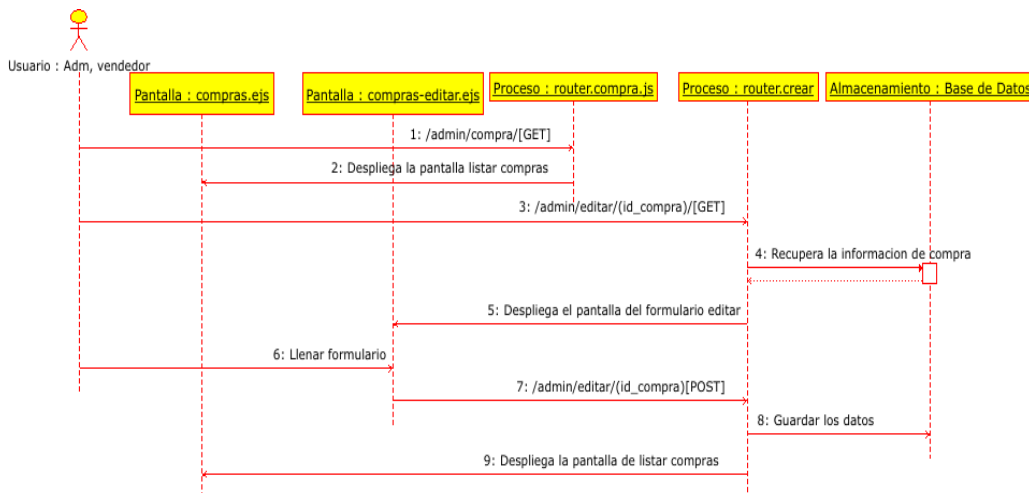 Usuario : Adm, vendedor
Pantalla : compras.ejs
Pantalla : compras-editar.ejs
Proceso : router.compra.js
Proceso : router.crear
Almacenamiento : Base de Datos
1: /admin/compra/[GET]
2: Despliega la pantalla listar compras
3: /admin/editar/(id_compra)/[GET]
4: Recupera la informacion de compra
5: Despliega el pantalla del formulario editar
6: Llenar formulario
7: /admin/editar/(id_compra)[POST]
8: Guardar los datos
9: Despliega la pantalla de listar compras